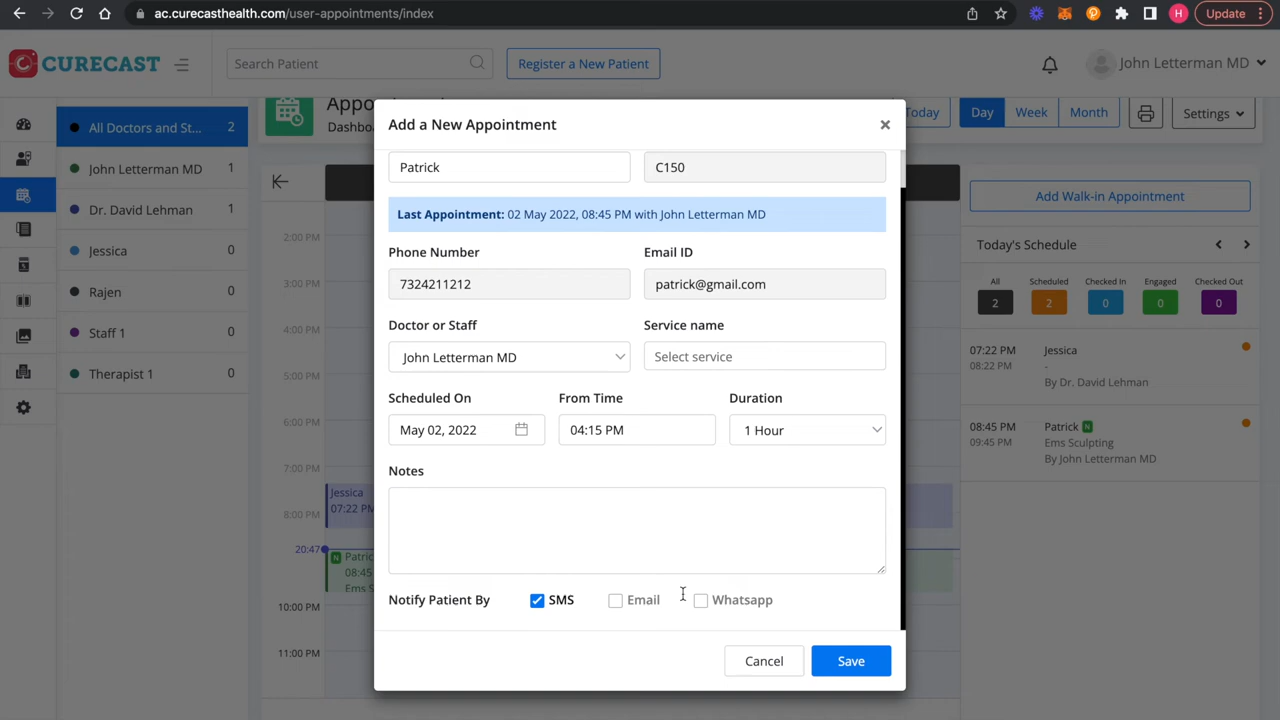 ac.curecasthealth.com/user-appointments/index
H
Update
CURECAST
Search Patient
Register a New Patient
John Letterman MD
All Doctors and St... 2
John Letterman MD 1
Dr. David Lehman 1
Jessica 0
Rajen 0
Staff 1 0
Therapist 1 0
Dashbo
Today
Day
Week
Month
Settings
2:00 PM
3:00 PM
4:00 PM
5:00 PM
6:00 PM
7:00 PM
8:00 PM
20:47
10:00 PM
11:00 PM
Jessica
07:22 PM
N Patric
08:45
Ems S
Add a New Appointment
Patrick
C150
Last Appointment: 02 May 2022, 08:45 PM with John Letterman MD
Phone Number
Email ID
7324211212
patrick@gmail.com
Doctor or Staff
Service name
John Letterman MD
Select service
Scheduled On
From Time
Duration
May 02, 2022
04:15 PM
1 Hour
Notes
Notify Patient By
SMS
Email
Whatsapp
Cancel
Save
Add Walk-in Appointment
Today's Schedule
All
Scheduled
Checked In
Engaged
Checked Out
2
2
0
0
0
07:22 PM
08:22 PM
Jessica
-
By Dr. David Lehman
08:45 PM
09:45 PM
Patrick N
Ems Sculpting
By John Letterman MD